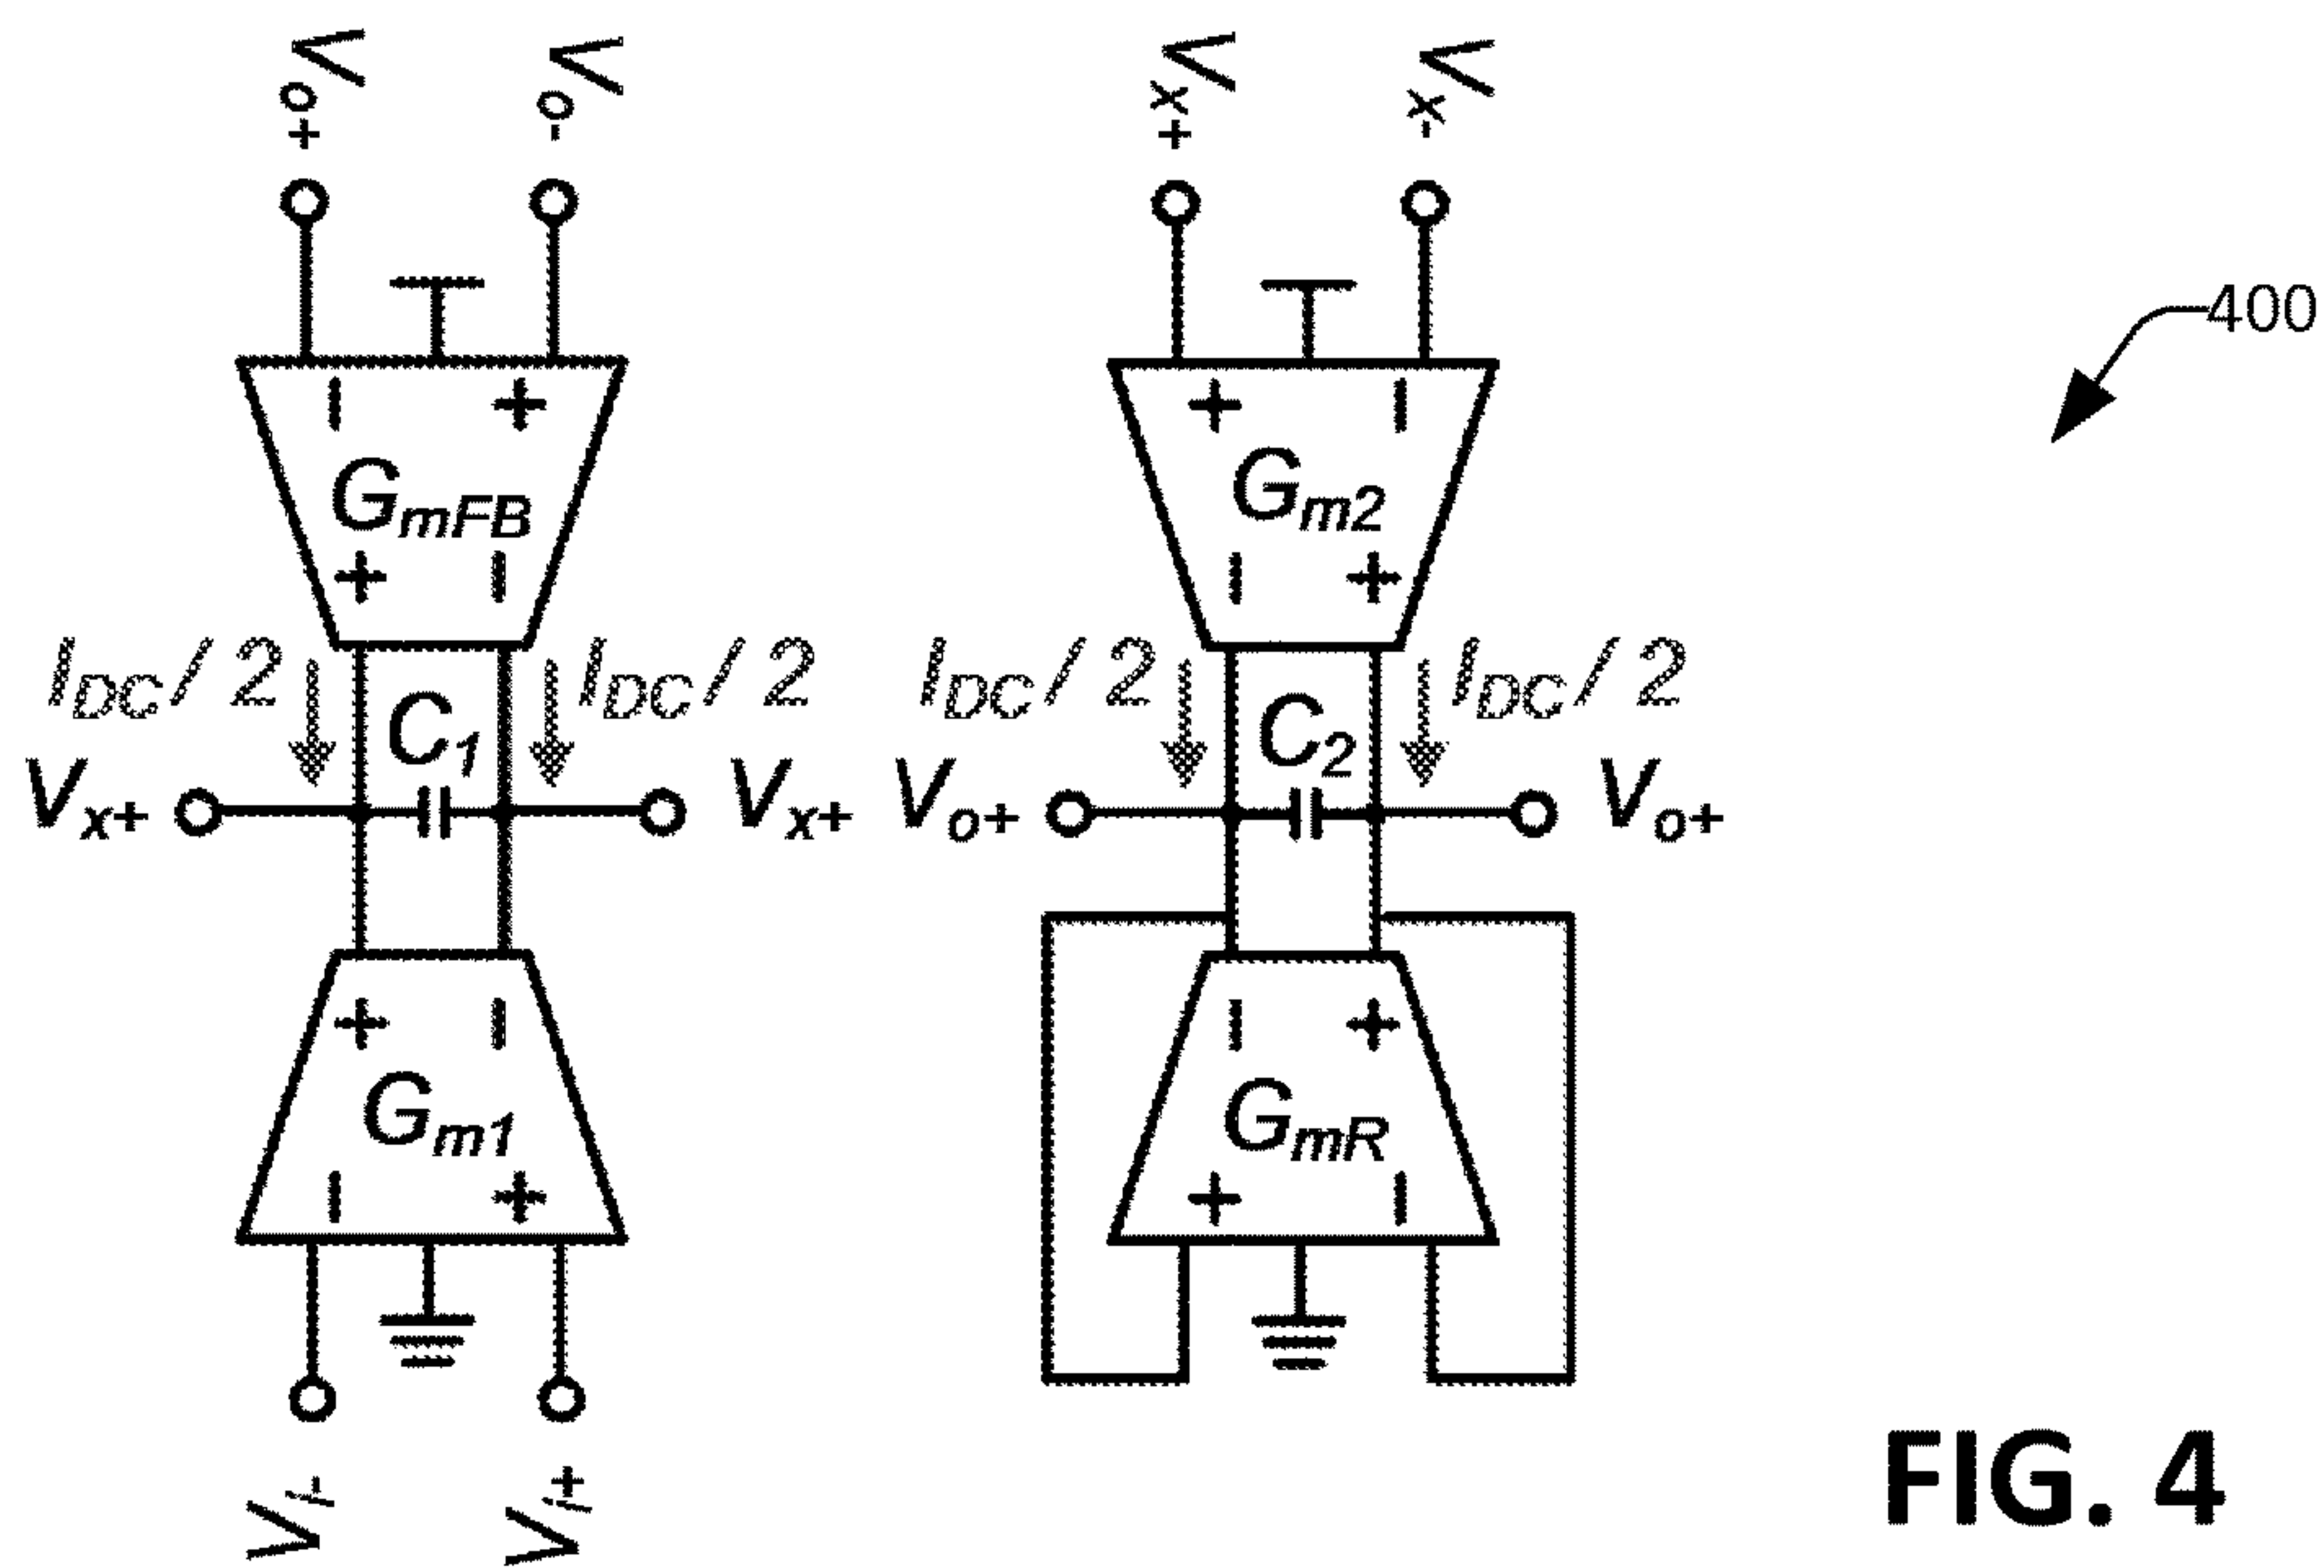 Vo+ Vo- Vx+ Vx-
400
− + + −
GmFB Gm2
+ − − +
IDC / 2 IDC / 2 IDC / 2 IDC / 2
C1 C2
Vx+ Vx+ Vo+ Vo+
+ − − +
Gm1 GmR
− + + −
Vi- Vi+
FIG. 4